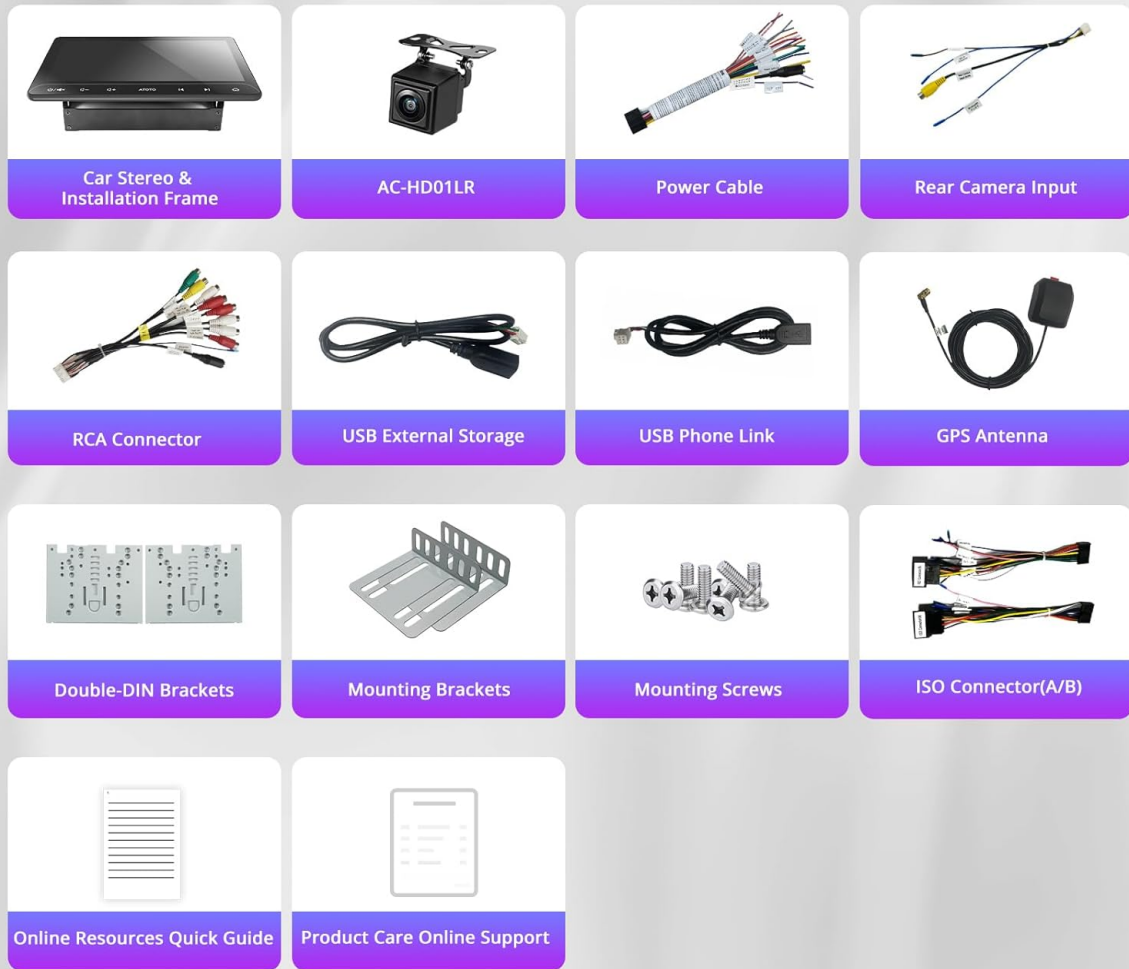 ATOTO
Car Stereo &
Installation Frame
AC-HD01LR
Power Cable
Rear Camera Input
RCA Connector
USB External Storage
USB Phone Link
GPS Antenna
Double-DIN Brackets
Mounting Brackets
Mounting Screws
ISO Connector(A/B)
Online Resources Quick Guide
Product Care Online Support